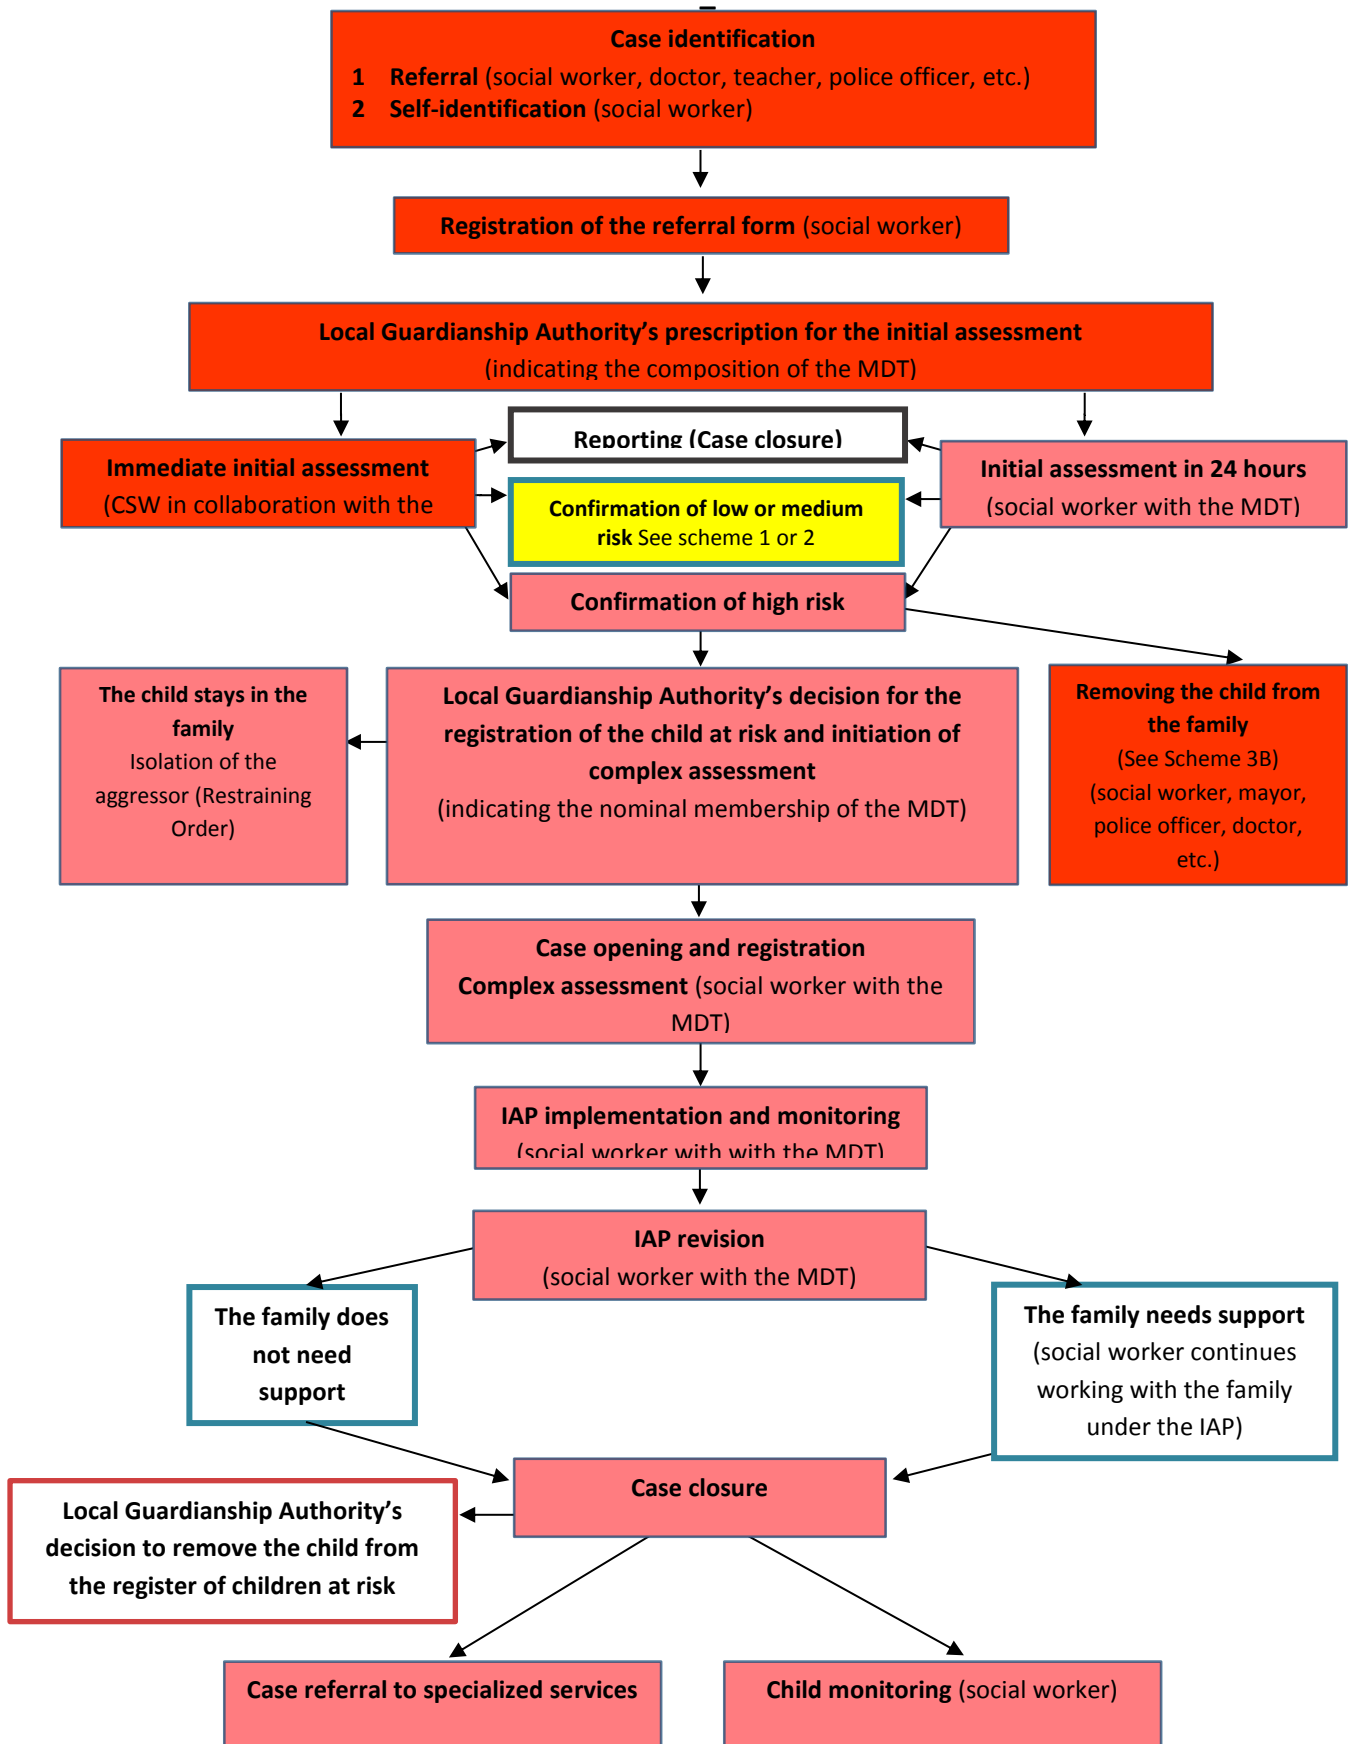 Case identification
1 Referral (social worker, doctor, teacher, police officer, etc.)
2 Self-identification (social worker)
Registration of the referral form (social worker)
Local Guardianship Authority's prescription for the initial assessment
(indicating the composition of the MDT)
Reporting (Case closure)
Immediate initial assessment
(CSW in collaboration with the
Initial assessment in 24 hours
(social worker with the MDT)
Confirmation of low or medium
risk See scheme 1 or 2
Confirmation of high risk
The child stays in the
family
Isolation of the
aggressor (Restraining
Order)
Local Guardianship Authority's decision for the
registration of the child at risk and initiation of
complex assessment
(indicating the nominal membership of the MDT)
Removing the child from
the family
(See Scheme 3B)
(social worker, mayor,
police officer, doctor,
etc.)
Case opening and registration
Complex assessment (social worker with the
MDT)
IAP implementation and monitoring
(social worker with with the MDT)
IAP revision
(social worker with the MDT)
The family does
not need
support
The family needs support
(social worker continues
working with the family
under the IAP)
Case closure
Local Guardianship Authority's
decision to remove the child from
the register of children at risk
Case referral to specialized services
Child monitoring (social worker)